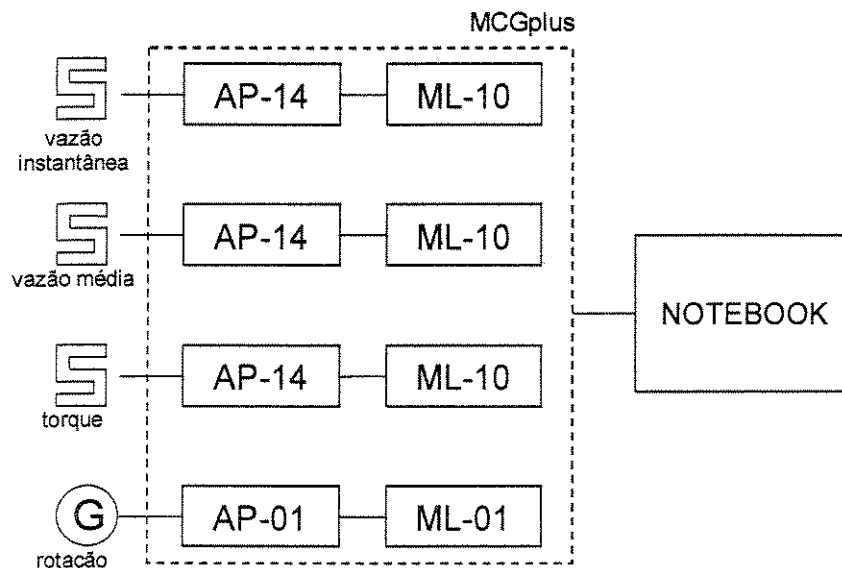 MCGplus
AP-14
ML-10
vazão
instantânea
AP-14
ML-10
vazão média
NOTEBOOK
AP-14
ML-10
torque
G
AP-01
ML-01
rotacão